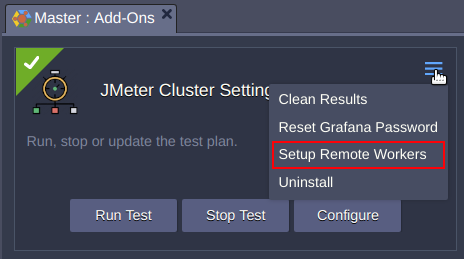 Master : Add-Ons
JMeter Cluster Setting
Clean Results
Reset Grafana Password
Run, stop or update the test plan.
Setup Remote Workers
Uninstall
Run Test
Stop Test
Configure